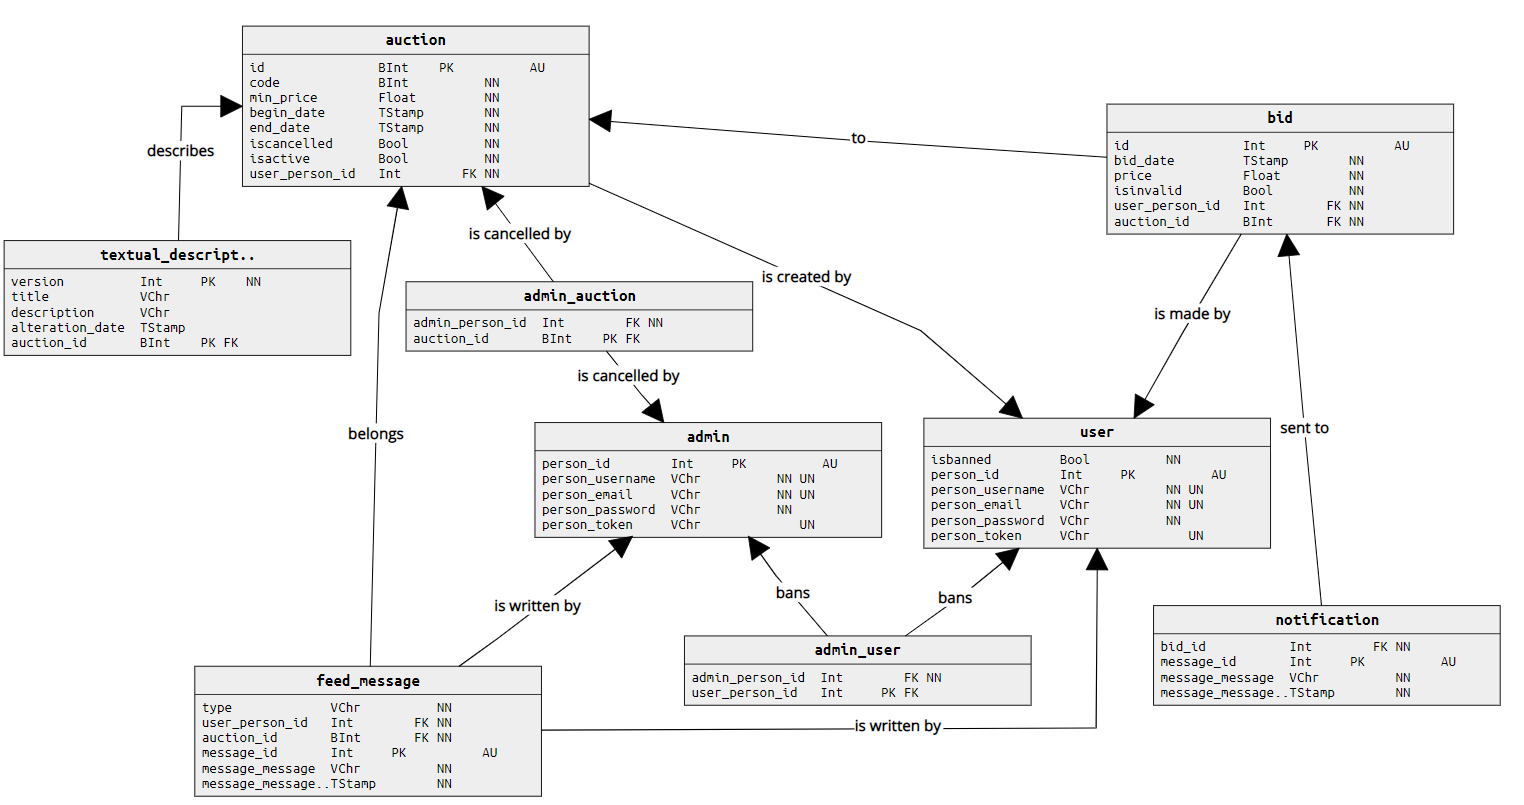 auction
id BInt PK AU
code BInt NN
min_price Float NN
begin_date TStamp NN
end_date TStamp NN
iscancelled Bool NN
isactive Bool NN
user_person_id Int FK NN
bid
id Int PK AU
bid_date TStamp NN
price Float NN
isinvalid Bool NN
user_person_id Int FK NN
auction_id BInt FK NN
to
describes
textual_descript..
version Int PK NN
title VChr
description VChr
alteration_date TStamp
auction_id BInt PK FK
is cancelled by
is created by
admin_auction
admin_person_id Int FK NN
auction_id BInt PK FK
is made by
is cancelled by
belongs
sent to
admin
person_id Int PK AU
person_username VChr NN UN
person_email VChr NN UN
person_password VChr NN
person_token VChr UN
user
isbanned Bool NN
person_id Int PK AU
person_username VChr NN UN
person_email VChr NN UN
person_password VChr NN
person_token VChr UN
is written by
bans
bans
notification
bid_id Int FK NN
message_id Int PK AU
message_message VChr NN
message_message..TStamp NN
admin_user
admin_person_id Int FK NN
user_person_id Int PK FK
feed_message
type VChr NN
user_person_id Int FK NN
auction_id BInt FK NN
message_id Int PK AU
message_message VChr NN
message_message..TStamp NN
is written by